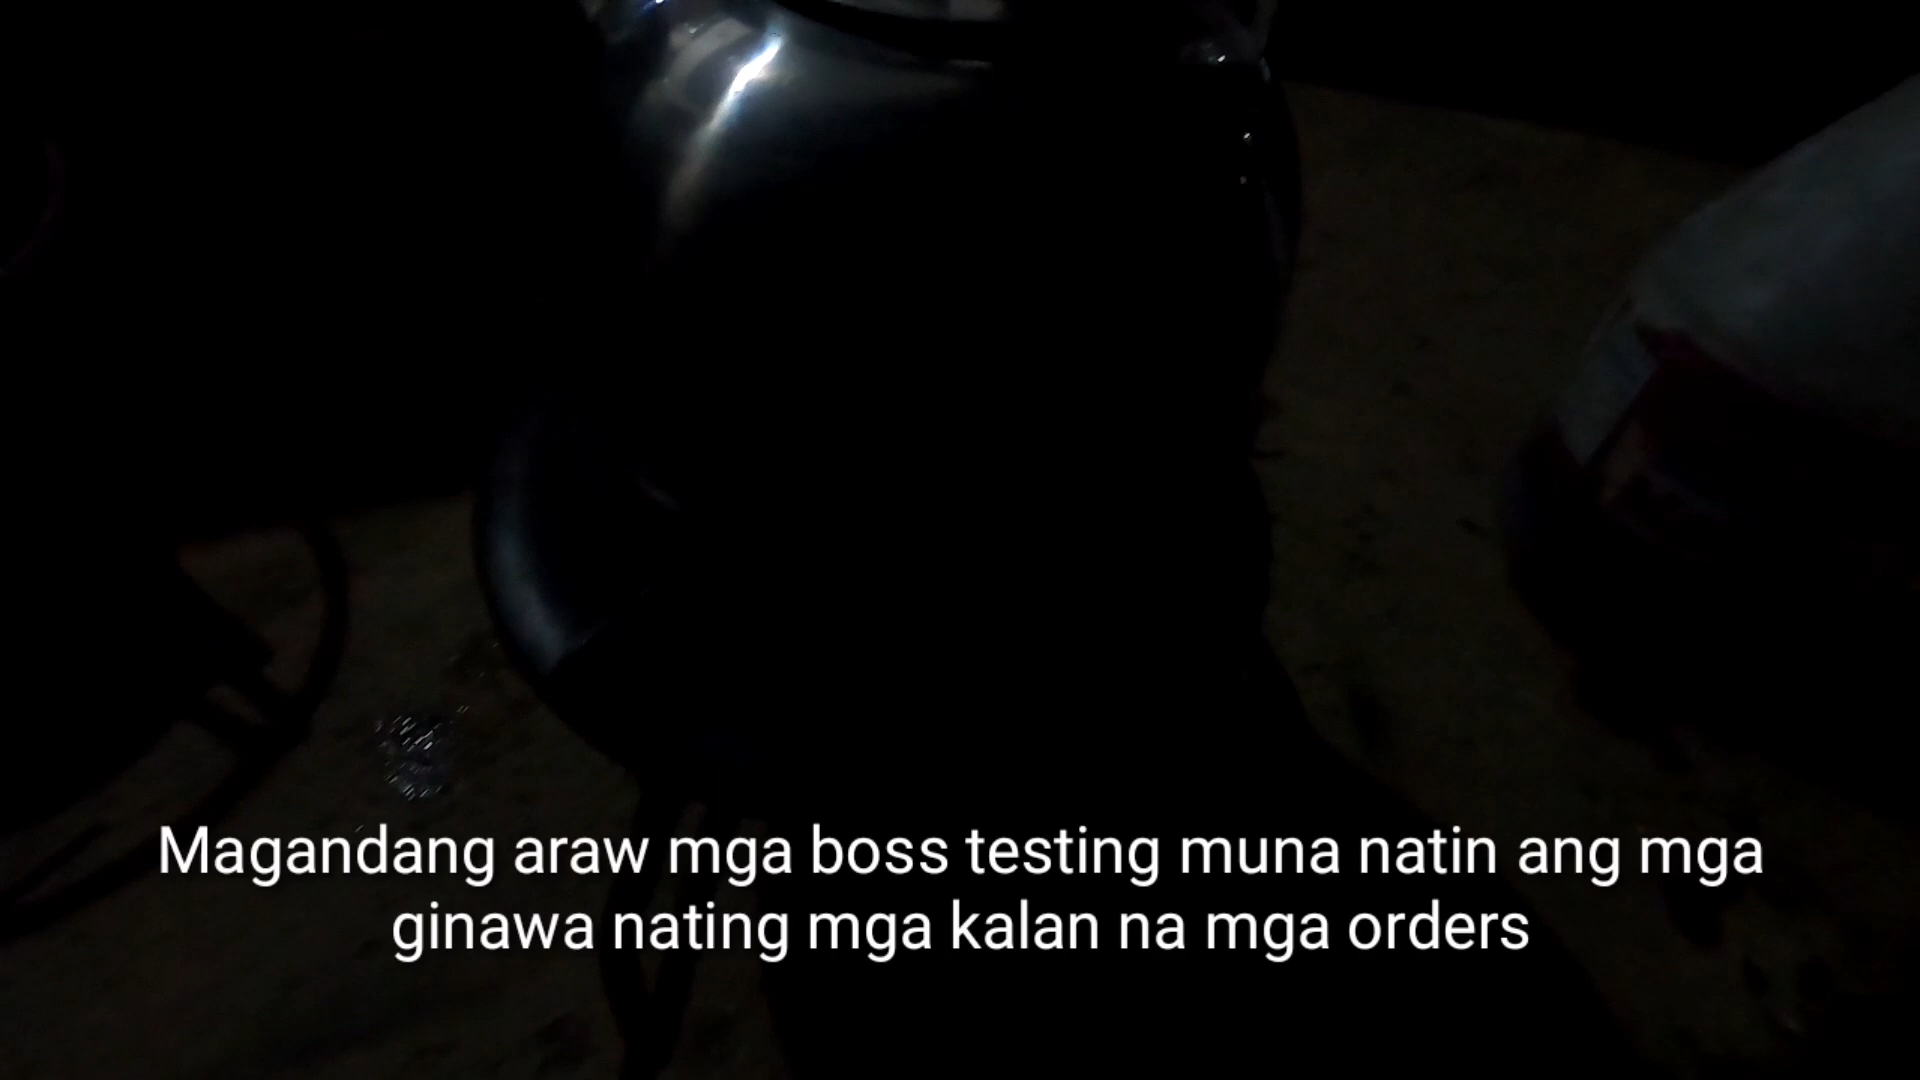 Magandang araw mga boss testing muna natin ang mga
ginawa nating mga kalan na mga orders